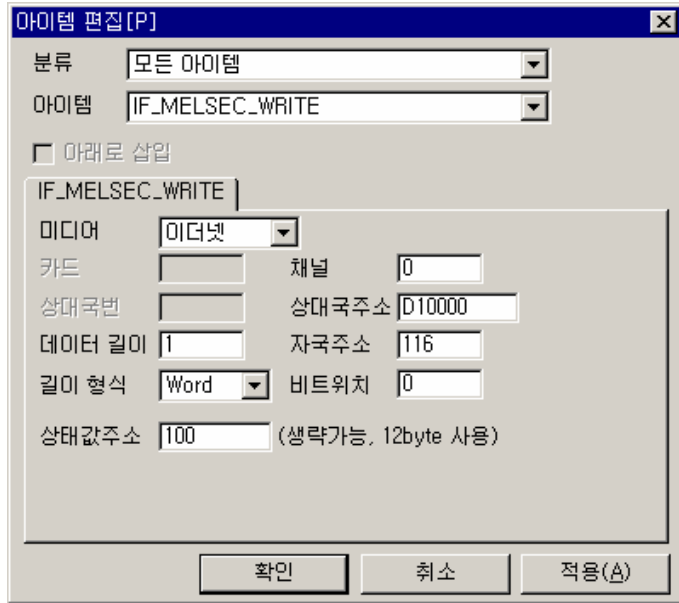 아이템 편집[P]
분류 모든 아이템
아이템 IF_MELSEC_WRITE
아래로 삽입
IF_MELSEC_WRITE
미디어 이더넷
카드 채널 0
상대국번 상대국주소 D10000
데이터 길이 1 자국주소 116
길이 형식 Word 비트위치 0
상태값주소 100 (생략가능, 12byte 사용)
확인 취소 적용(A)